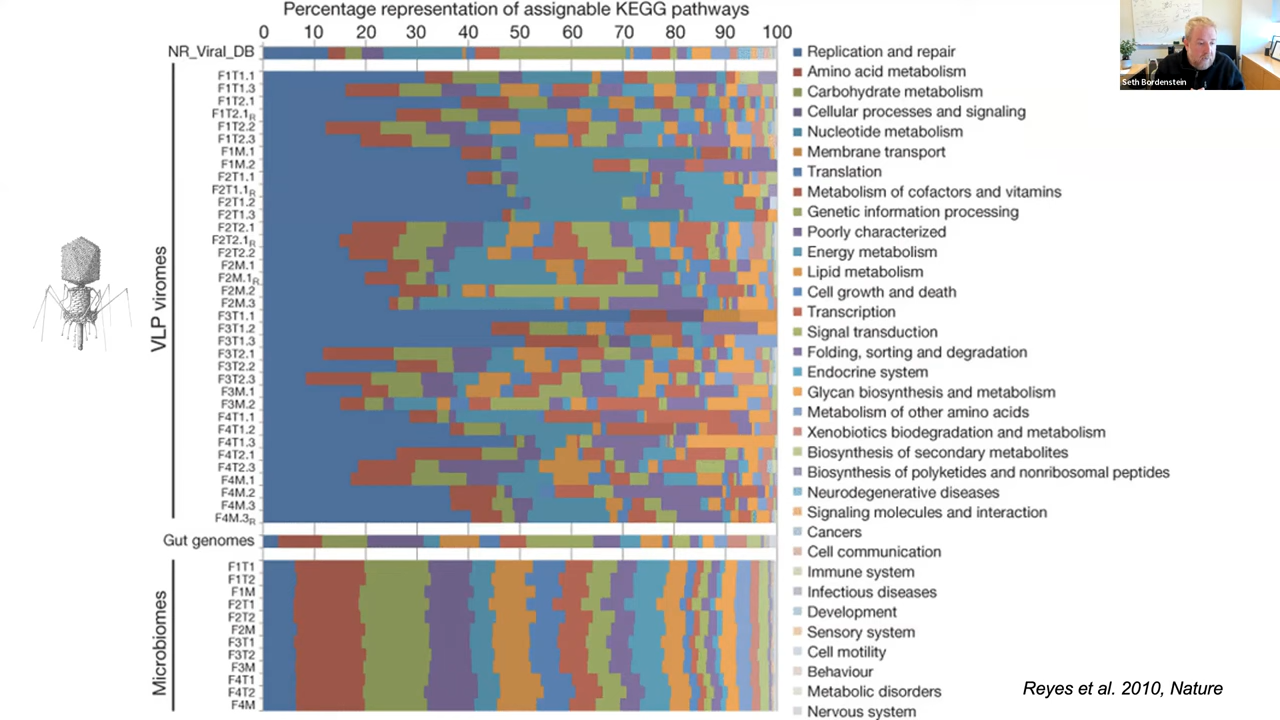 Percentage representation of assignable KEGG pathways
0 10 20 30 40 50 60 70 80 90 100
NR_Viral_DB
VLP viromes
F1T1.1
F1T1.3
F1T2.1
F1T2.1R
F1T2.2
F1T2.3
F1M.1
F1M.2
F2T1.1
F2T1.1R
F2T1.2
F2T1.3
F2T2.1
F2T2.1R
F2T2.2
F2M.1
F2M.1R
F2M.2
F2M.3
F3T1.1
F3T1.2
F3T1.3
F3T2.1
F3T2.2
F3T2.3
F3M.1
F3M.2
F4T1.1
F4T1.2
F4T1.3
F4T2.1
F4T2.3
F4M.1
F4M.2
F4M.3
F4M.3R
Gut genomes
Microbiomes
F1T1
F1T2
F1M
F2T1
F2T2
F2M
F3T1
F3T2
F3M
F4T1
F4T2
F4M
Replication and repair
Amino acid metabolism
Carbohydrate metabolism
Cellular processes and signaling
Nucleotide metabolism
Membrane transport
Translation
Metabolism of cofactors and vitamins
Genetic information processing
Poorly characterized
Energy metabolism
Lipid metabolism
Cell growth and death
Transcription
Signal transduction
Folding, sorting and degradation
Endocrine system
Glycan biosynthesis and metabolism
Metabolism of other amino acids
Xenobiotics biodegradation and metabolism
Biosynthesis of secondary metabolites
Biosynthesis of polyketides and nonribosomal peptides
Neurodegenerative diseases
Signaling molecules and interaction
Cancers
Cell communication
Immune system
Infectious diseases
Development
Sensory system
Cell motility
Behaviour
Metabolic disorders
Nervous system
Seth Bordenstein
Reyes et al. 2010, Nature